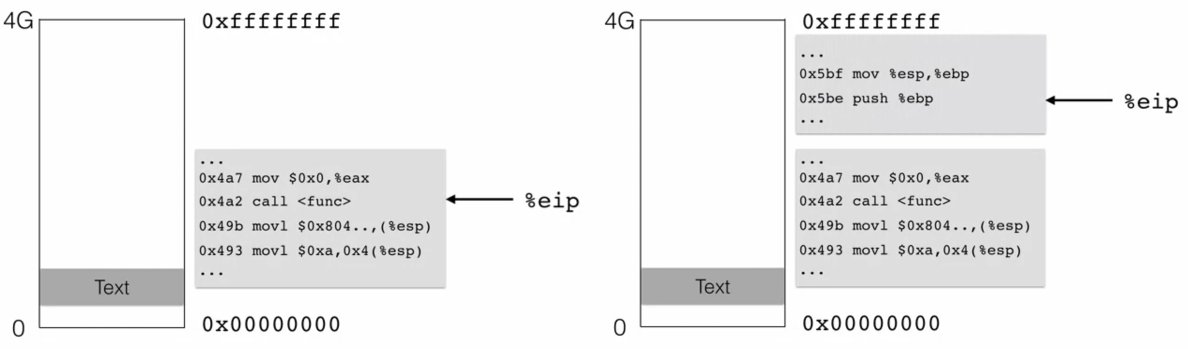 4G
0xffffffff
...
0x4a7 mov $0x0,%eax
0x4a2 call <func>
0x49b movl $0x804..,(%esp)
0x493 movl $0xa,0x4(%esp)
...
%eip
Text
0
0x00000000
4G
0xffffffff
...
0x5bf mov %esp,%ebp
0x5be push %ebp
...
%eip
...
0x4a7 mov $0x0,%eax
0x4a2 call <func>
0x49b movl $0x804..,(%esp)
0x493 movl $0xa,0x4(%esp)
...
Text
0
0x00000000